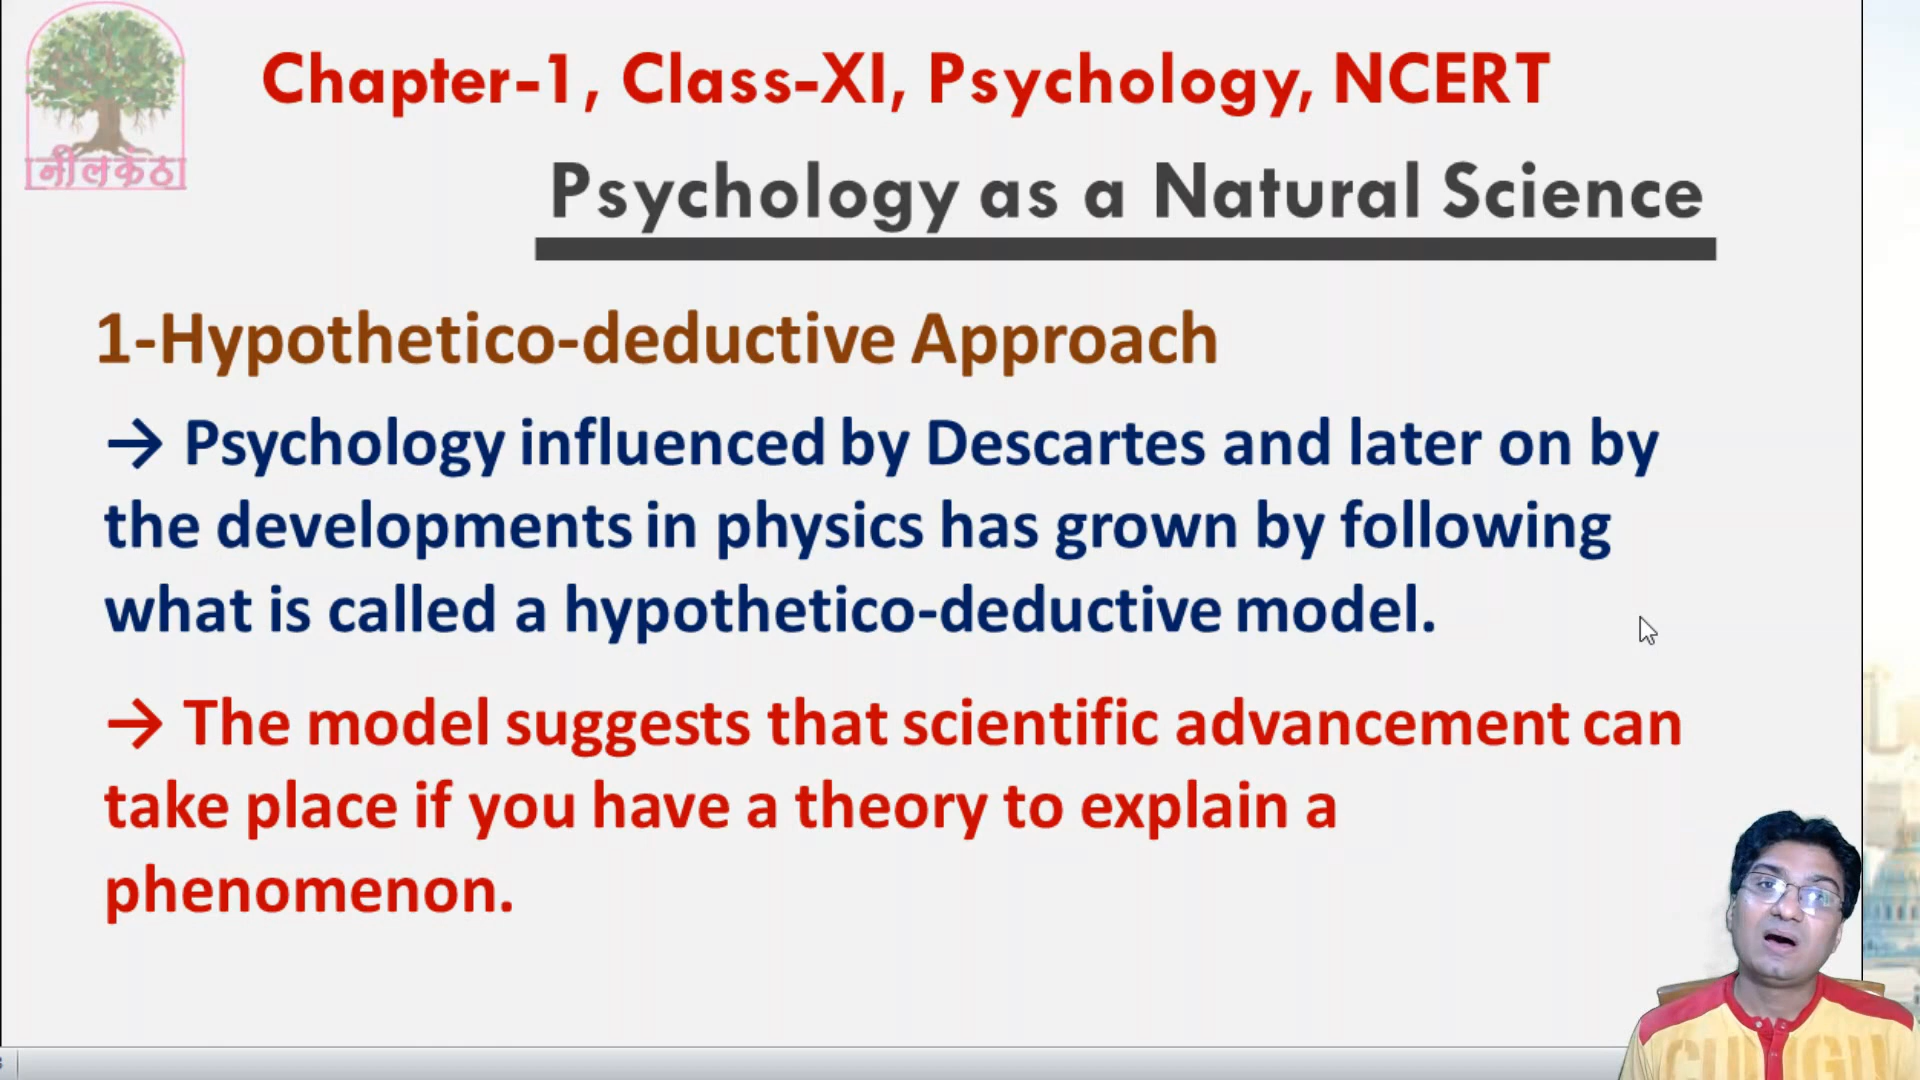 नीलकंठ
Chapter-1, Class-XI, Psychology, NCERT
Psychology as a Natural Science
1-Hypothetico-deductive Approach
→ Psychology influenced by Descartes and later on by
the developments in physics has grown by following
what is called a hypothetico-deductive model.
→ The model suggests that scientific advancement can
take place if you have a theory to explain a
phenomenon.